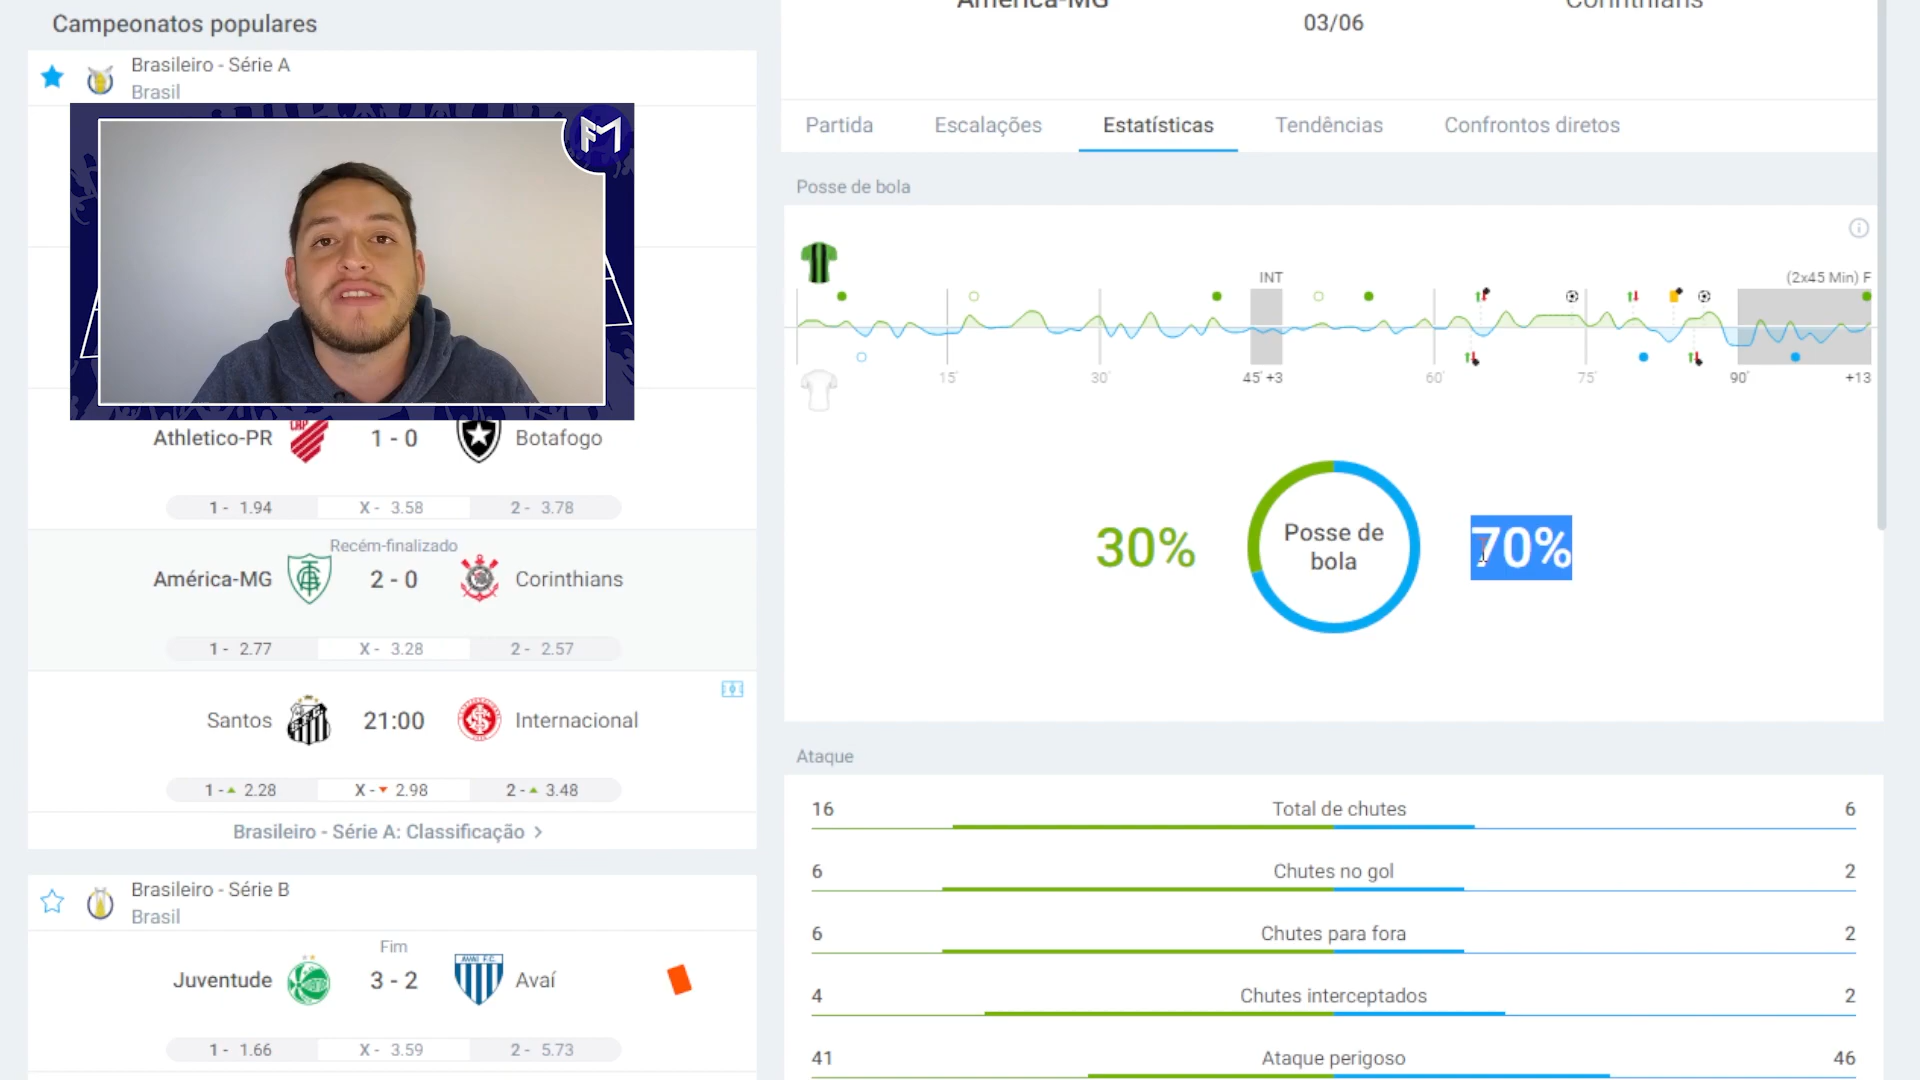 Campeonatos populares
Brasileiro - Série A
Brasil
FM
Athletico-PR 1 - 0 Botafogo
1 - 1.94 X - 3.58 2 - 3.78
Recém-finalizado
América-MG 2 - 0 Corinthians
1 - 2.77 X - 3.28 2 - 2.57
Santos 21:00 Internacional
1 - 2.28 X - 2.98 2 - 3.48
Brasileiro - Série A: Classificação >
Brasileiro - Série B
Brasil
Fim
Juventude 3 - 2 Avaí
AVAÍ F.C.
1 - 1.66 X - 3.59 2 - 5.73
América-MG Corinthians
03/06
Partida Escalações Estatísticas Tendências Confrontos diretos
Posse de bola
INT (2x45 Min) F
15' 30' 45' +3 60' 75' 90' +13
30% Posse de bola 70%
Ataque
16 Total de chutes 6
6 Chutes no gol 2
6 Chutes para fora 2
4 Chutes interceptados 2
41 Ataque perigoso 46